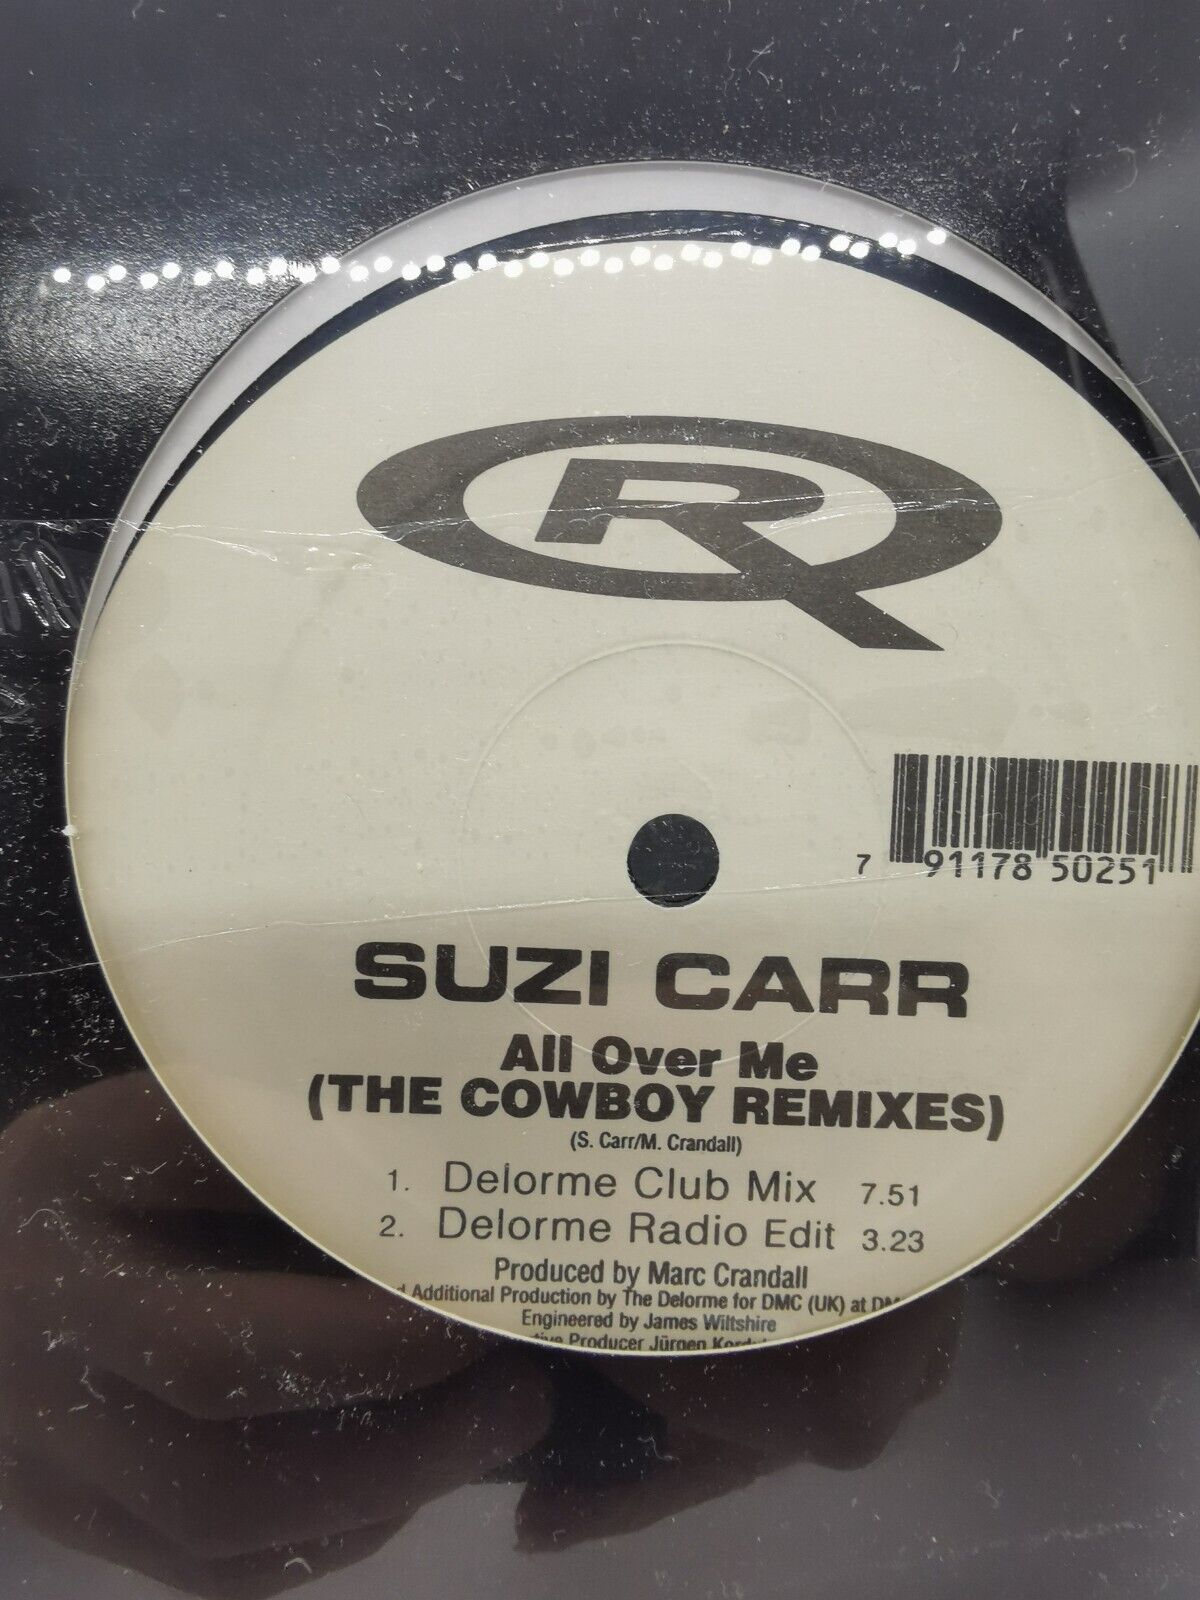 R
7 91178 50251
SUZI CARR
All Over Me
(THE COWBOY REMIXES)
(S. Carr/M. Crandall)
1. Delorme Club Mix 7.51
2. Delorme Radio Edit 3.23
Produced by Marc Crandall
Additional Production by The Delorme for DMC (UK) at
Engineered by James Wiltshire
Producer Jürgen